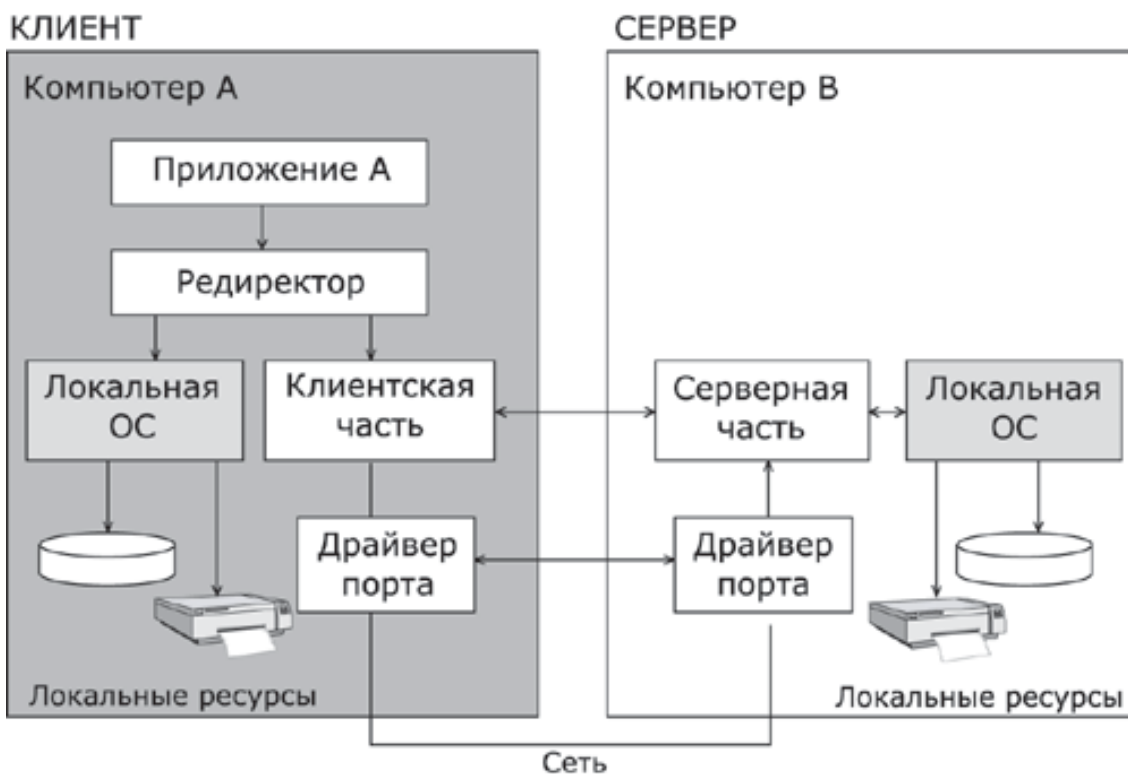 КЛИЕНТ
Компьютер А
Приложение А
Редиректор
Локальная
ОС
Клиентская
часть
Драйвер
порта
Локальные ресурсы
СЕРВЕР
Компьютер В
Серверная
часть
Локальная
ОС
Драйвер
порта
Локальные ресурсы
Сеть